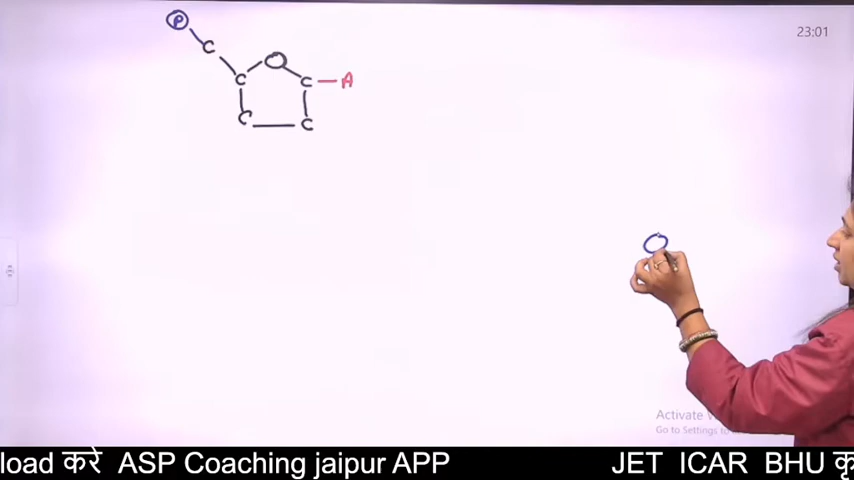 23:01
P
C
O
C
C - A
C
C
O
Activate
Go to Settings to
load करे ASP Coaching jaipur APP
JET ICAR BHU कृ